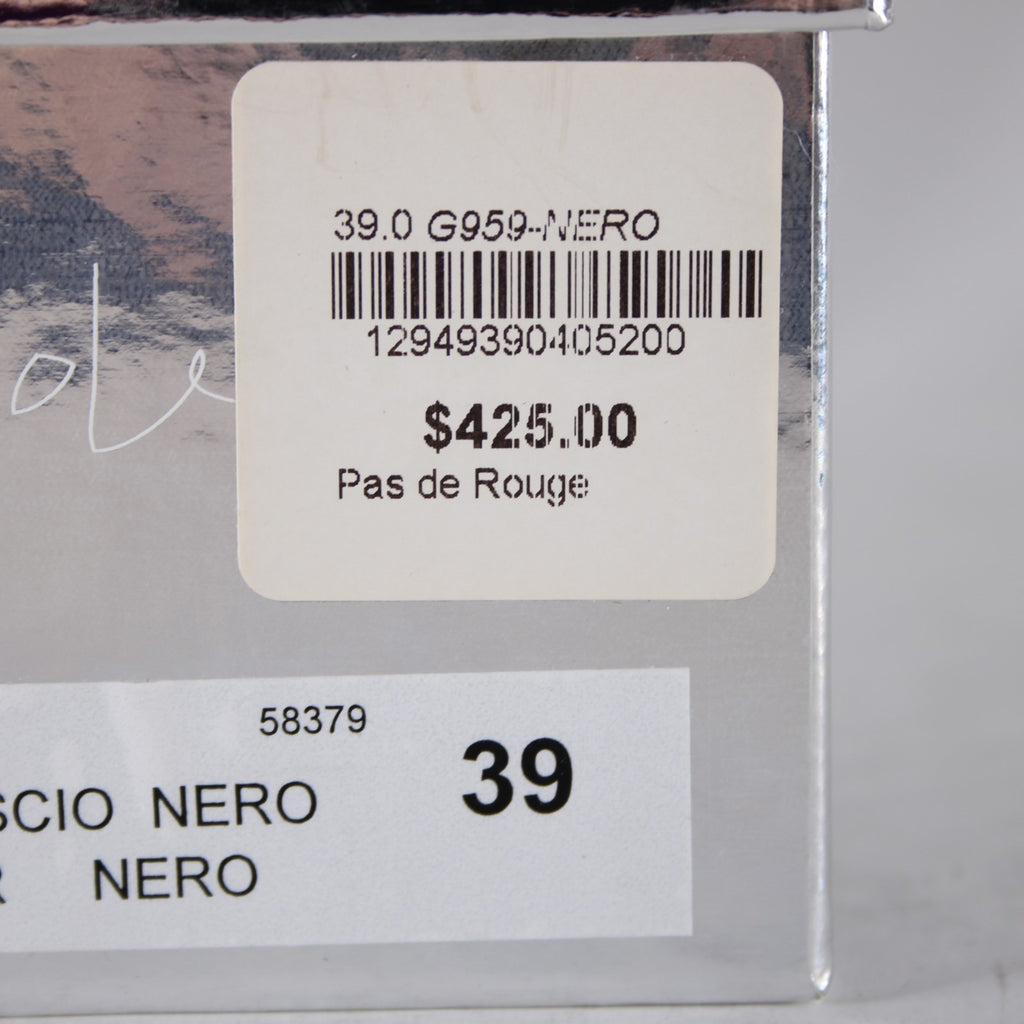 39.0 G959-NERO
12949390405200
$425.00
Pas de Rouge
58379
39
SCIO NERO
R NERO